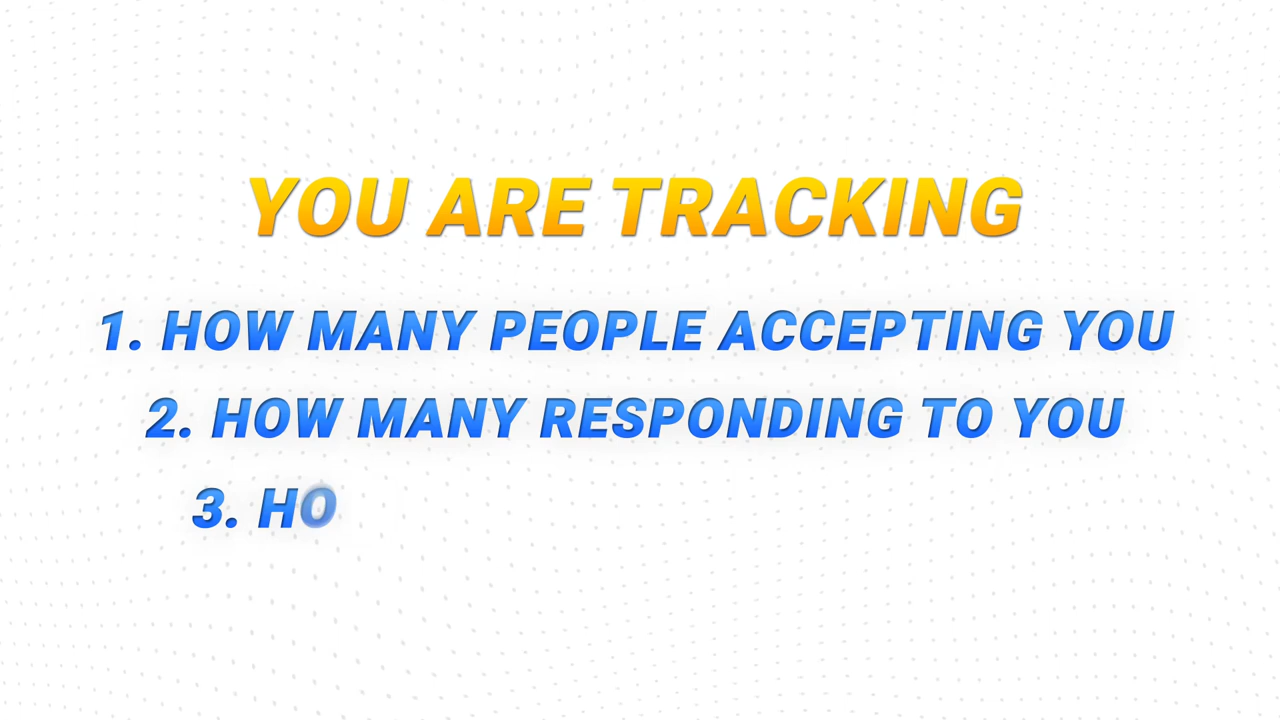 YOU ARE TRACKING
1. HOW MANY PEOPLE ACCEPTING YOU
2. HOW MANY RESPONDING TO YOU
3. HO